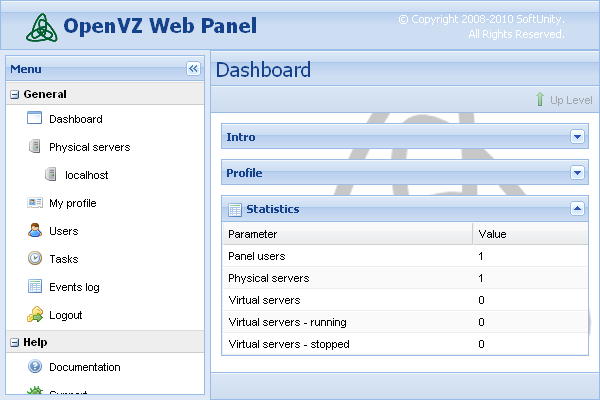 OpenVZ Web Panel
© Copyright 2008-2010 SoftUnity.
All Rights Reserved.
Menu
General
Dashboard
Physical servers
localhost
My profile
Users
Tasks
Events log
Logout
Help
Documentation
Support
Dashboard
Up Level
Intro
Profile
Statistics
Parameter Value
Panel users 1
Physical servers 1
Virtual servers 0
Virtual servers - running 0
Virtual servers - stopped 0